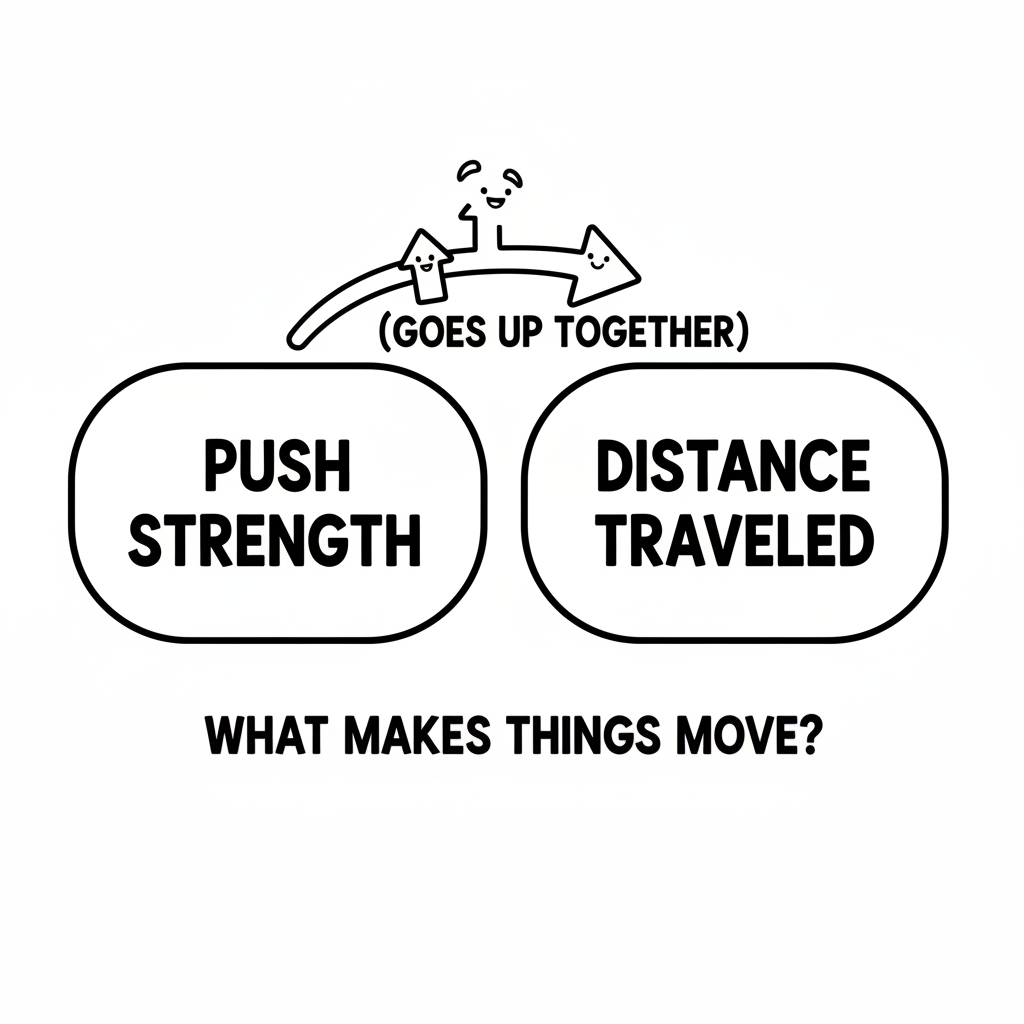 (GOES UP TOGETHER)
PUSH
STRENGTH
DISTANCE
TRAVELED
WHAT MAKES THINGS MOVE?